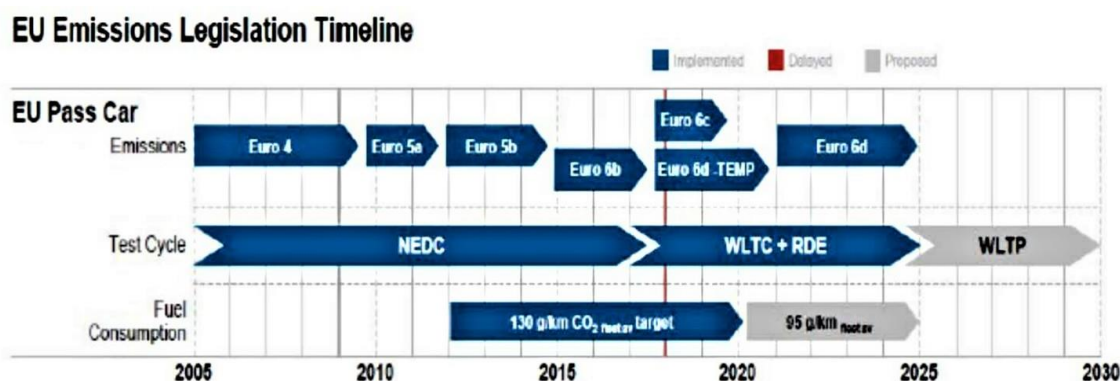 EU Emissions Legislation Timeline
Implemented Delayed Proposed
EU Pass Car
Emissions
Euro 4
Euro 5a
Euro 5b
Euro 6b
Euro 6c
Euro 6d -TEMP
Euro 6d
Test Cycle
NEDC
WLTC + RDE
WLTP
Fuel
Consumption
130 g/km CO2 fleet av target
95 g/km fleet av
2005 2010 2015 2020 2025 2030